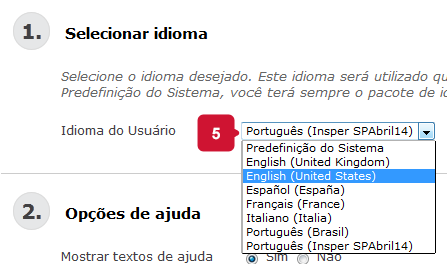 1. Selecionar idioma
Selecione o idioma desejado. Este idioma será utilizado
Predefinição do Sistema, você terá sempre o pacote de
Idioma do Usuário 5 Português (Insper SPAbril14)
Predefinição do Sistema
English (United Kingdom)
English (United States)
Español (España)
Français (France)
Italiano (Italia)
Português (Brasil)
Português (Insper SPAbril14)
2. Opções de ajuda
Mostrar textos de ajuda Sim Não